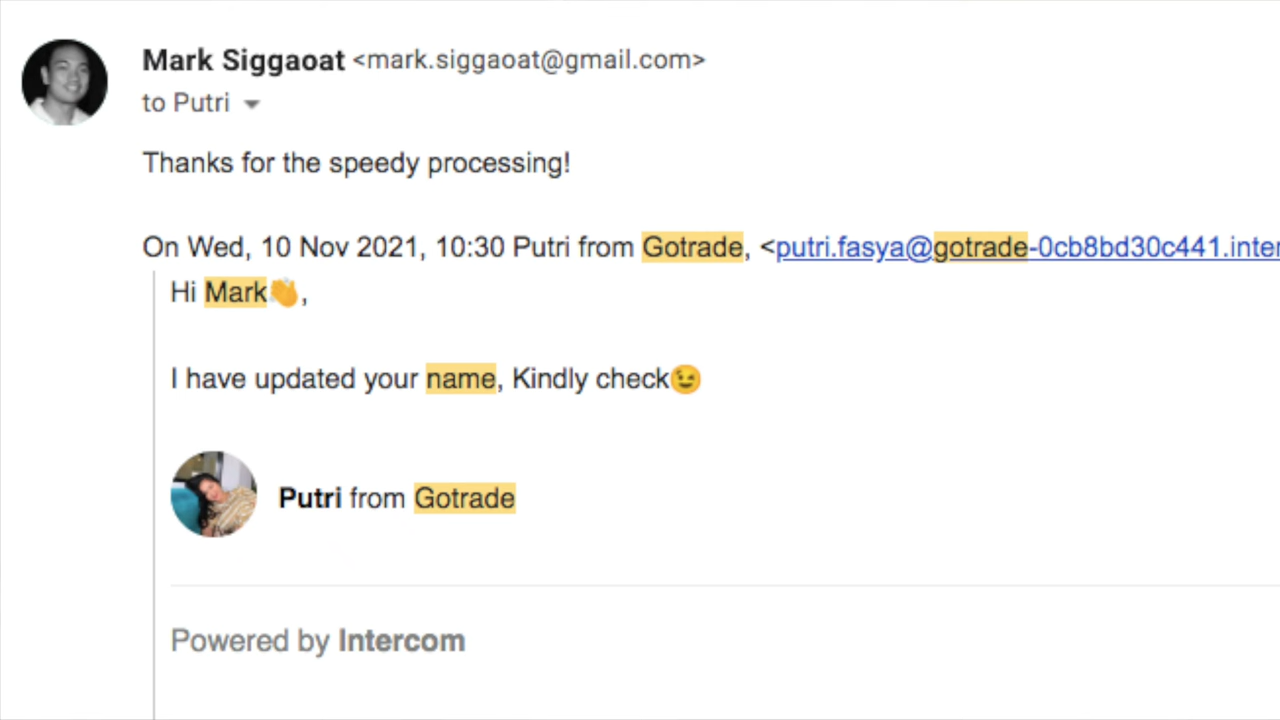 Mark Siggaoat <mark.siggaoat@gmail.com>
to Putri
Thanks for the speedy processing!
On Wed, 10 Nov 2021, 10:30 Putri from Gotrade, <putri.fasya@gotrade-0cb8bd30c441.inter
Hi Mark👋,
I have updated your name, Kindly check😉
Putri from Gotrade
Powered by Intercom